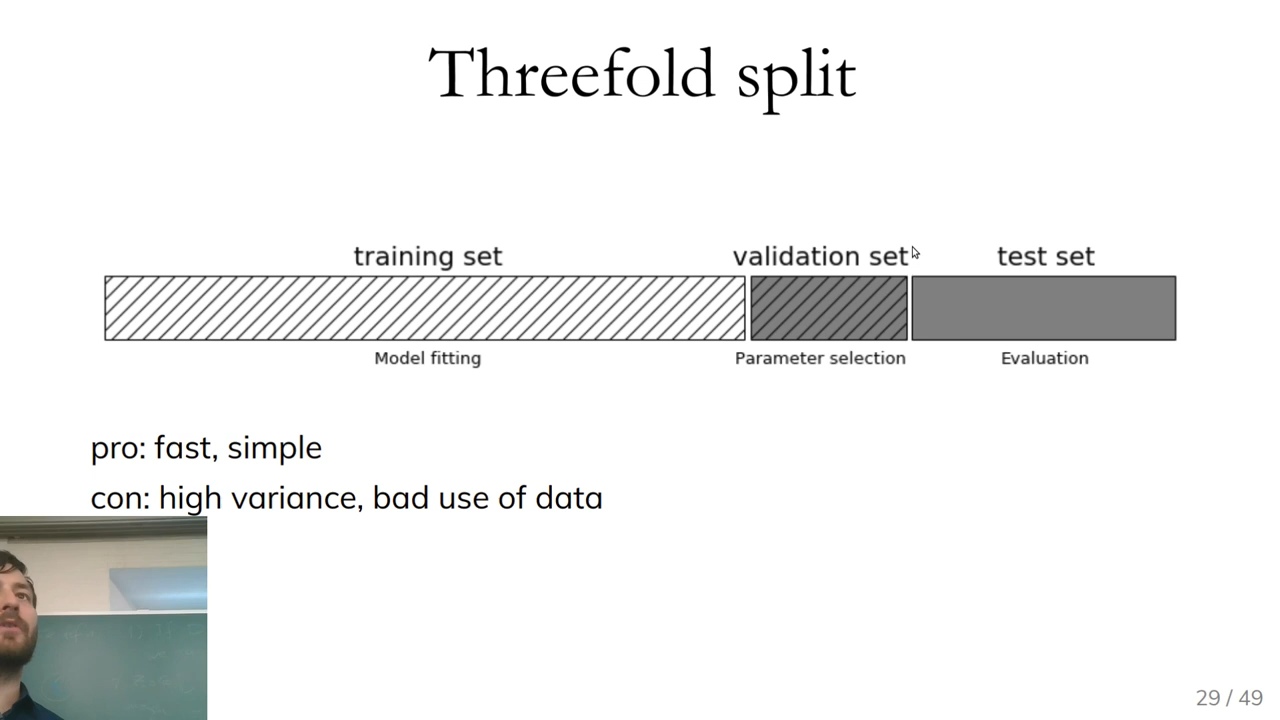 Threefold split
training set validation set test set
Model fitting Parameter selection Evaluation
pro: fast, simple
con: high variance, bad use of data
29 / 49